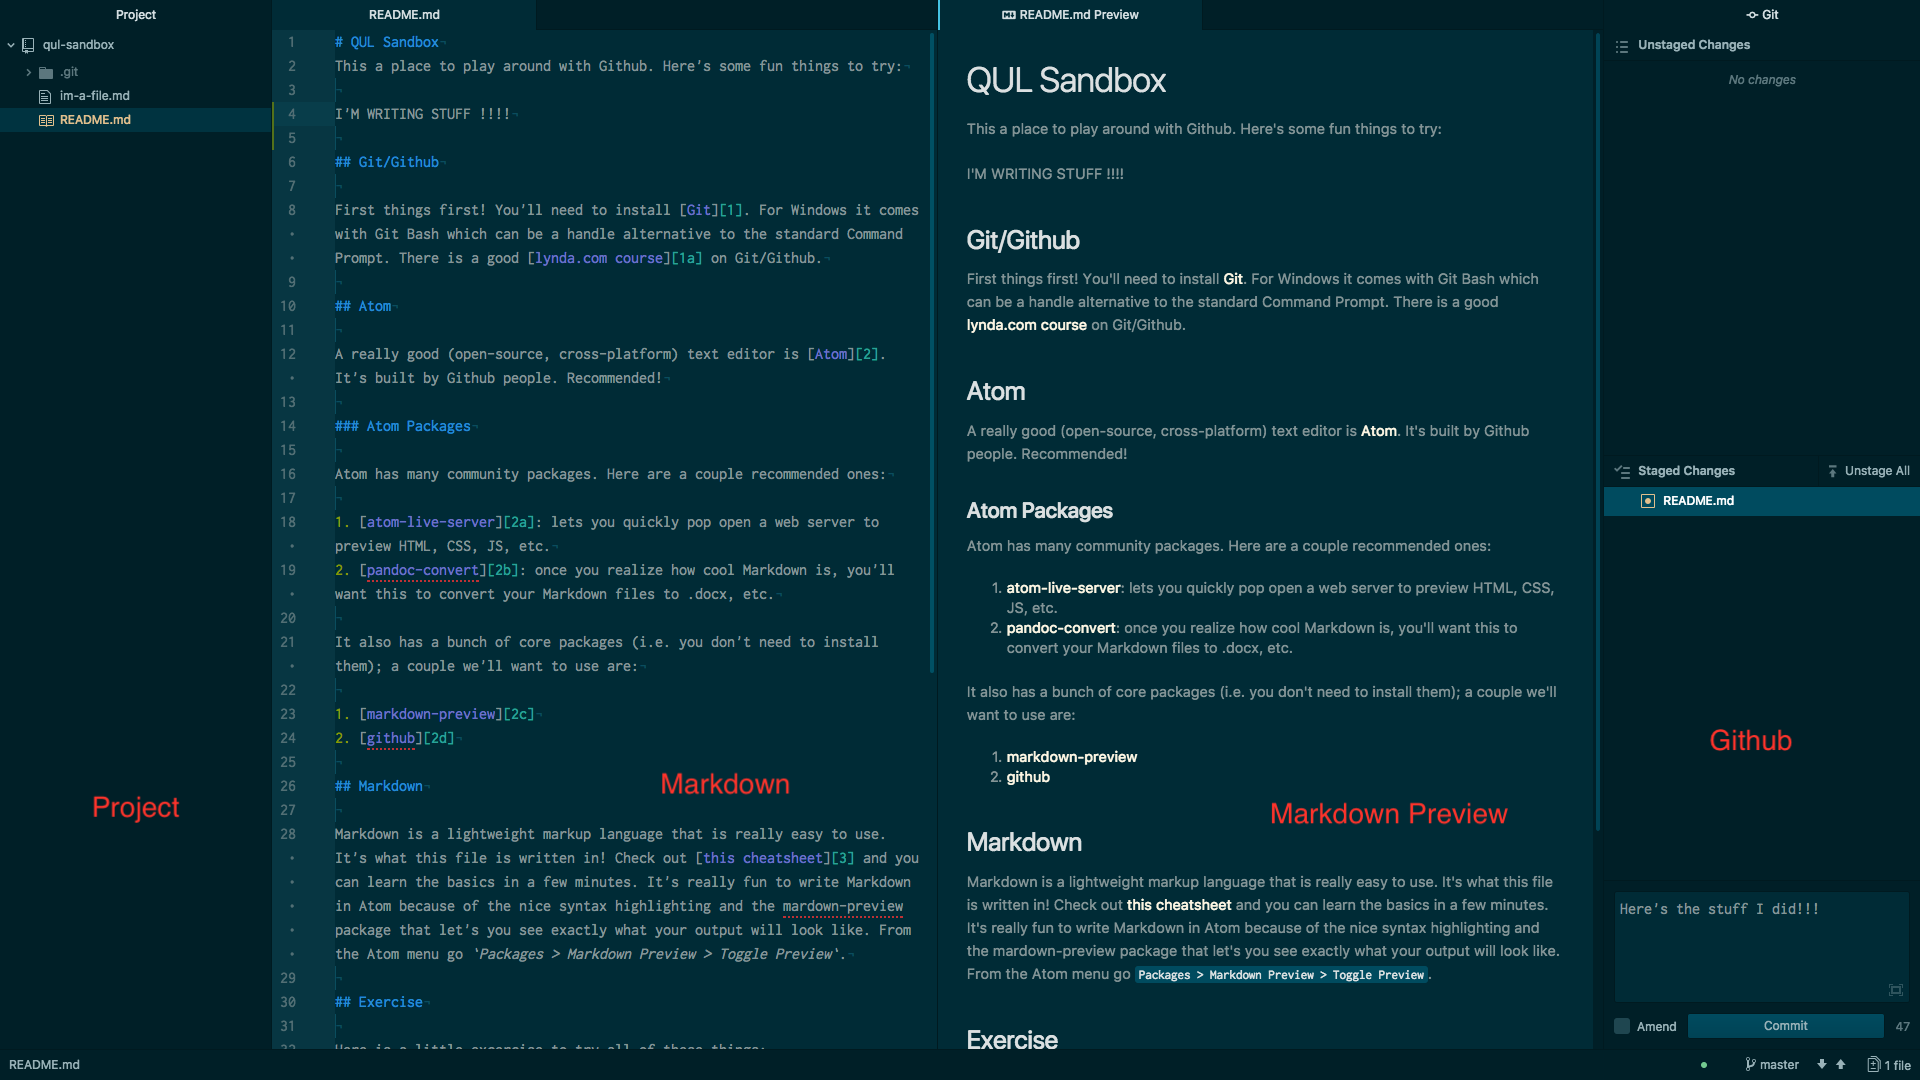 Project
qul-sandbox
.git
im-a-file.md
README.md
Project
README.md
1 # QUL Sandbox
2 This a place to play around with Github. Here's some fun things to try:
3
4 I'M WRITING STUFF !!!!
5
6 ## Git/Github
7
8 First things first! You'll need to install [Git][1]. For Windows it comes
with Git Bash which can be a handle alternative to the standard Command
Prompt. There is a good [lynda.com course][1a] on Git/Github.
9
10 ## Atom
11
12 A really good (open-source, cross-platform) text editor is [Atom][2].
It's built by Github people. Recommended!
13
14 ### Atom Packages
15
16 Atom has many community packages. Here are a couple recommended ones:
17
18 1. [atom-live-server][2a]: lets you quickly pop open a web server to
preview HTML, CSS, JS, etc.
19 2. [pandoc-convert][2b]: once you realize how cool Markdown is, you'll
want this to convert your Markdown files to .docx, etc.
20
21 It also has a bunch of core packages (i.e. you don't need to install
them); a couple we'll want to use are:
22
23 1. [markdown-preview][2c]
24 2. [github][2d]
25
26 ## Markdown
Markdown
27
28 Markdown is a lightweight markup language that is really easy to use.
It's what this file is written in! Check out [this cheatsheet][3] and you
can learn the basics in a few minutes. It's really fun to write Markdown
in Atom because of the nice syntax highlighting and the mardown-preview
package that let's you see exactly what your output will look like. From
the Atom menu go `Packages > Markdown Preview > Toggle Preview`.
29
30 ## Exercise
31
32 Here is a little excercise to try all of these things:
README.md Preview
QUL Sandbox
This a place to play around with Github. Here's some fun things to try:
I'M WRITING STUFF !!!!
Git/Github
First things first! You'll need to install Git. For Windows it comes with Git Bash which
can be a handle alternative to the standard Command Prompt. There is a good
lynda.com course on Git/Github.
Atom
A really good (open-source, cross-platform) text editor is Atom. It's built by Github
people. Recommended!
Atom Packages
Atom has many community packages. Here are a couple recommended ones:
1. atom-live-server: lets you quickly pop open a web server to preview HTML, CSS,
JS, etc.
2. pandoc-convert: once you realize how cool Markdown is, you'll want this to
convert your Markdown files to .docx, etc.
It also has a bunch of core packages (i.e. you don't need to install them); a couple we'll
want to use are:
1. markdown-preview
2. github
Markdown Preview
Markdown
Markdown is a lightweight markup language that is really easy to use. It's what this file
is written in! Check out this cheatsheet and you can learn the basics in a few minutes.
It's really fun to write Markdown in Atom because of the nice syntax highlighting and
the mardown-preview package that let's you see exactly what your output will look like.
From the Atom menu go Packages > Markdown Preview > Toggle Preview.
Exercise
Git
Unstaged Changes
No changes
Staged Changes
Unstage All
README.md
Github
Here's the stuff I did!!!
Amend
Commit
47
README.md
master
1 file